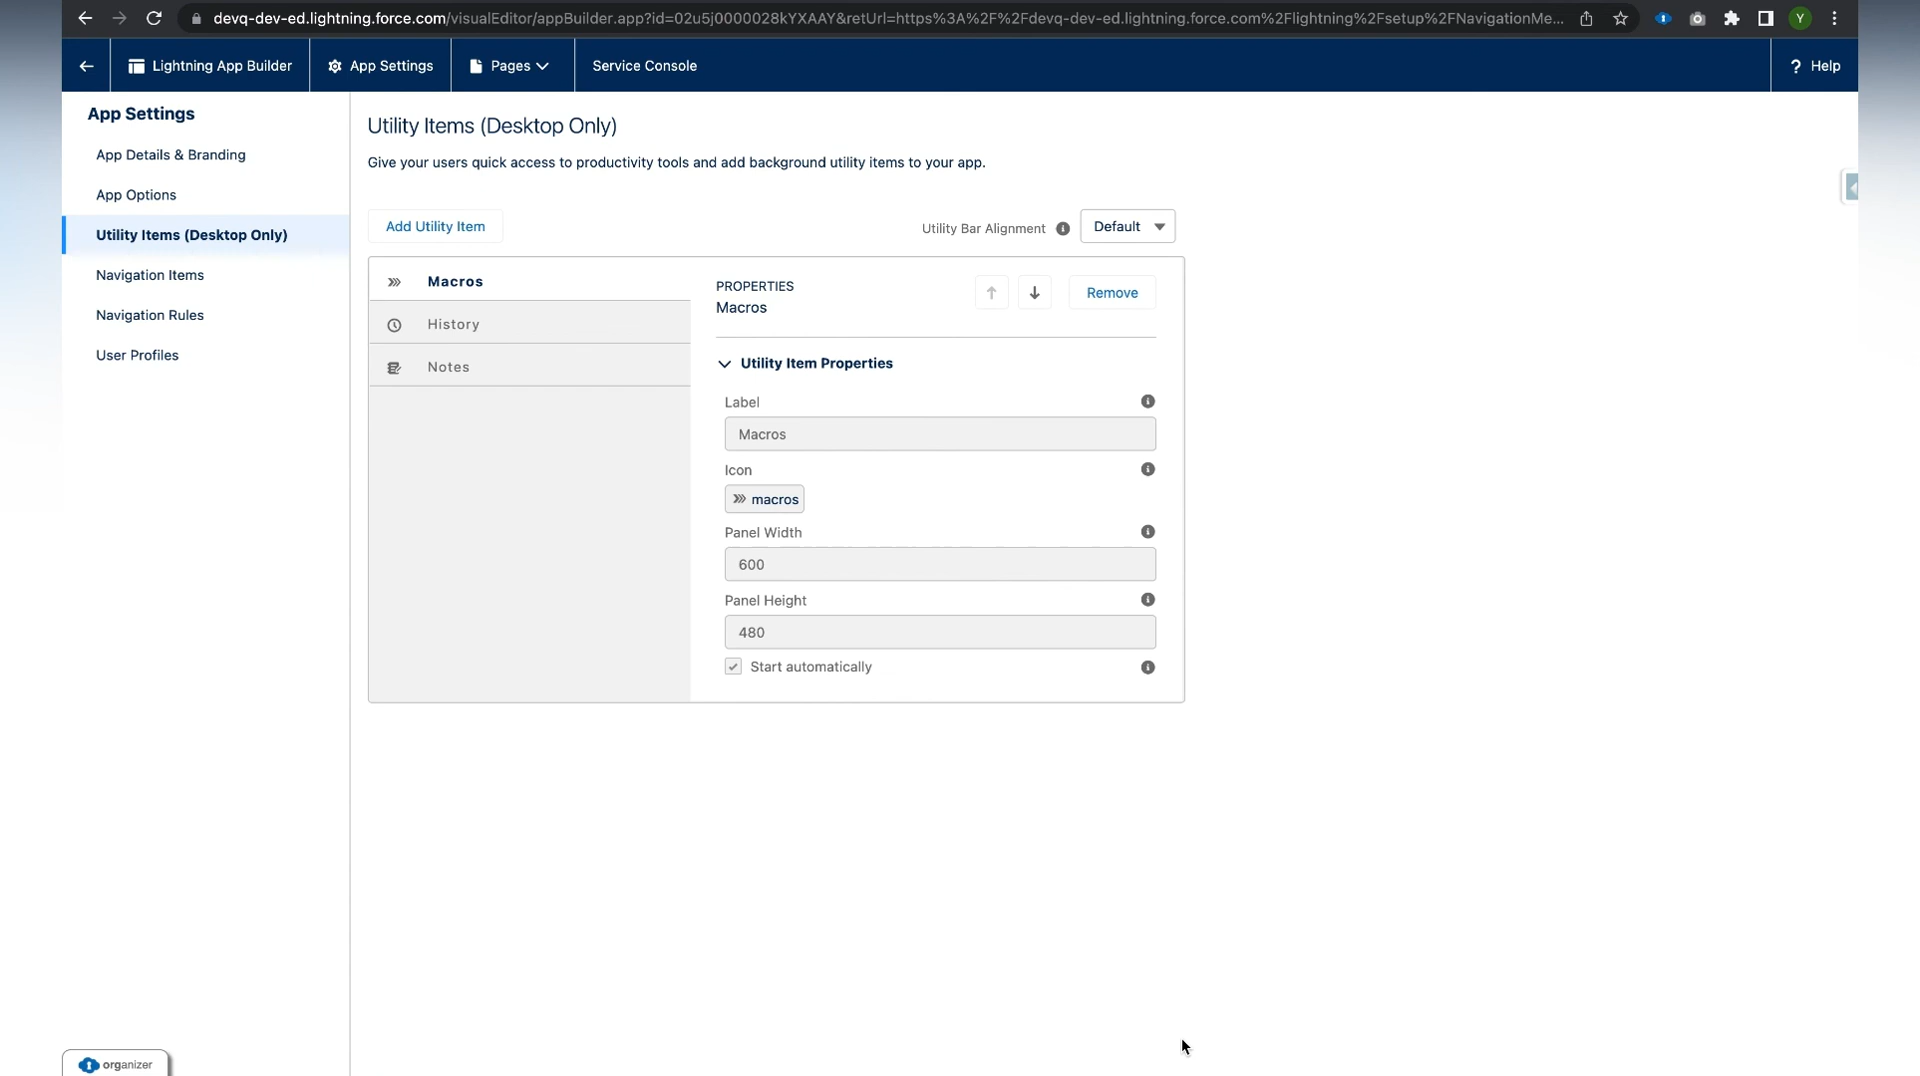 devq-dev-ed.lightning.force.com/visualEditor/appBuilder.app?id=02u5j0000028kYXAAY&retUrl=https%3A%2F%2Fdevq-dev-ed.lightning.force.com%2Flightning%2Fsetup%2FNavigationMe...
Y
Lightning App Builder
App Settings
Pages
Service Console
? Help
App Settings
App Details & Branding
App Options
Utility Items (Desktop Only)
Navigation Items
Navigation Rules
User Profiles
Utility Items (Desktop Only)
Give your users quick access to productivity tools and add background utility items to your app.
Add Utility Item
Utility Bar Alignment
Default
Macros
History
Notes
PROPERTIES
Macros
Remove
Utility Item Properties
Label
Macros
Icon
macros
Panel Width
600
Panel Height
480
Start automatically
organizer